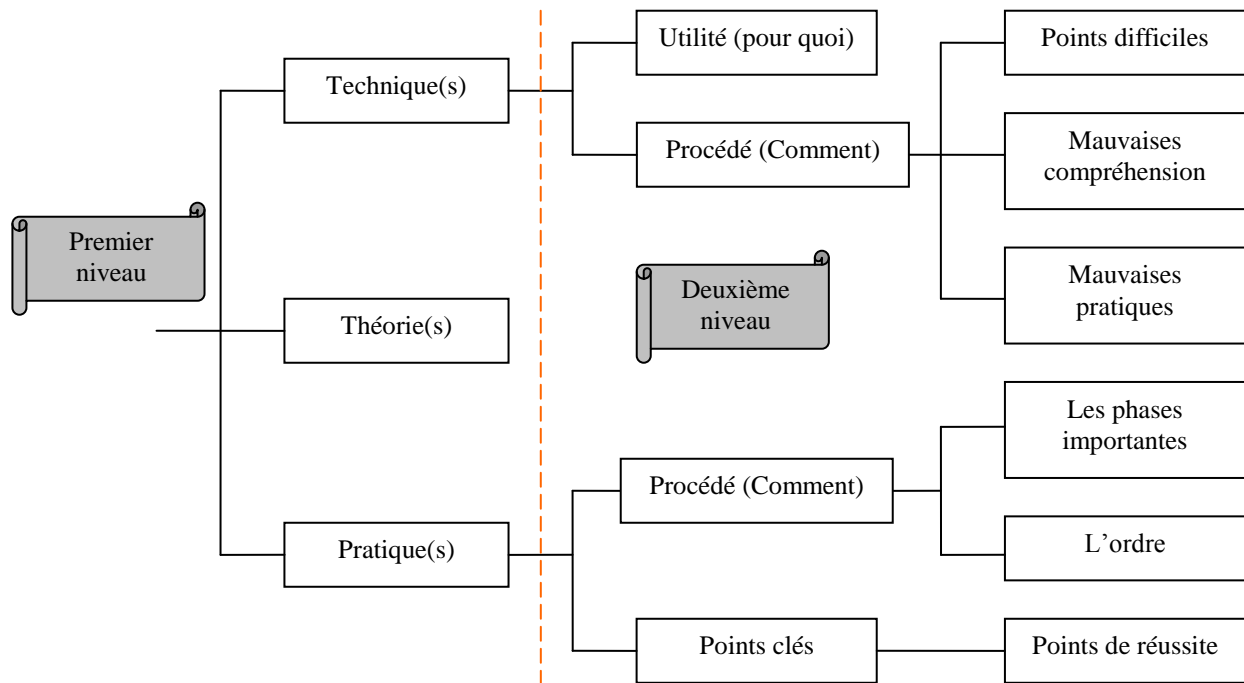 Utilité (pour quoi)
Points difficiles
Technique(s)
Procédé (Comment)
Mauvaises
compréhension
Premier
niveau
Mauvaises
pratiques
Deuxième
niveau
Théorie(s)
Les phases
importantes
Procédé (Comment)
Pratique(s)
L’ordre
Points clés
Points de réussite